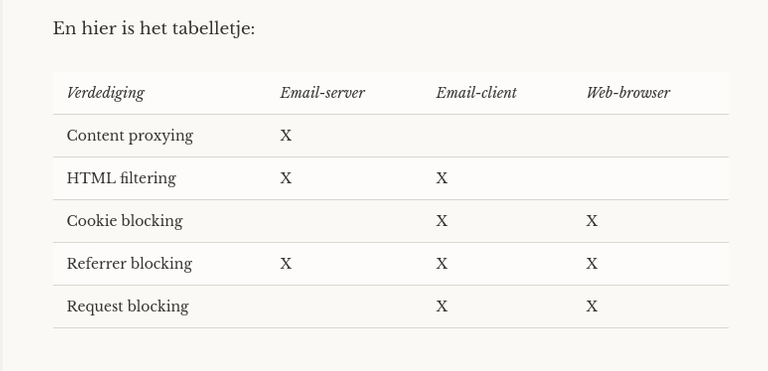 En hier is het tabelletje:
Verdediging Email-server Email-client Web-browser
Content proxying X
HTML filtering X X
Cookie blocking X X
Referrer blocking X X X
Request blocking X X